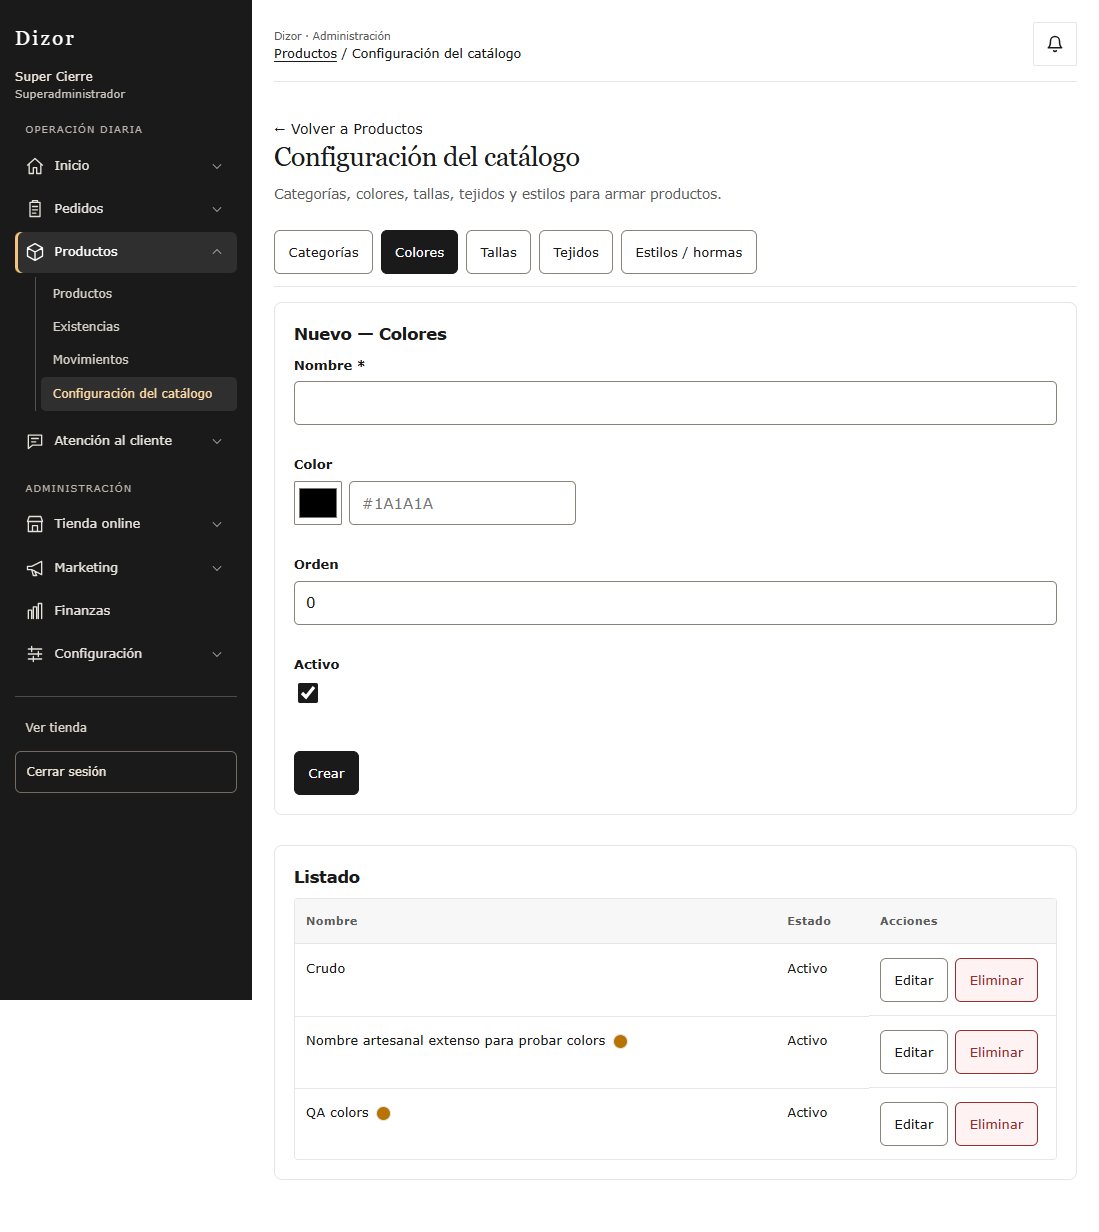 Dizor
Super Cierre
Superadministrador
OPERACIÓN DIARIA
Inicio
Pedidos
Productos
Productos
Existencias
Movimientos
Configuración del catálogo
Atención al cliente
ADMINISTRACIÓN
Tienda online
Marketing
Finanzas
Configuración
Ver tienda
Cerrar sesión
Dizor · Administración
Productos / Configuración del catálogo
← Volver a Productos
Configuración del catálogo
Categorías, colores, tallas, tejidos y estilos para armar productos.
Categorías Colores Tallas Tejidos Estilos / hormas
Nuevo — Colores
Nombre *
Color
#1A1A1A
Orden
0
Activo
Crear
Listado
Nombre Estado Acciones
Crudo Activo Editar Eliminar
Nombre artesanal extenso para probar colors Activo Editar Eliminar
QA colors Activo Editar Eliminar